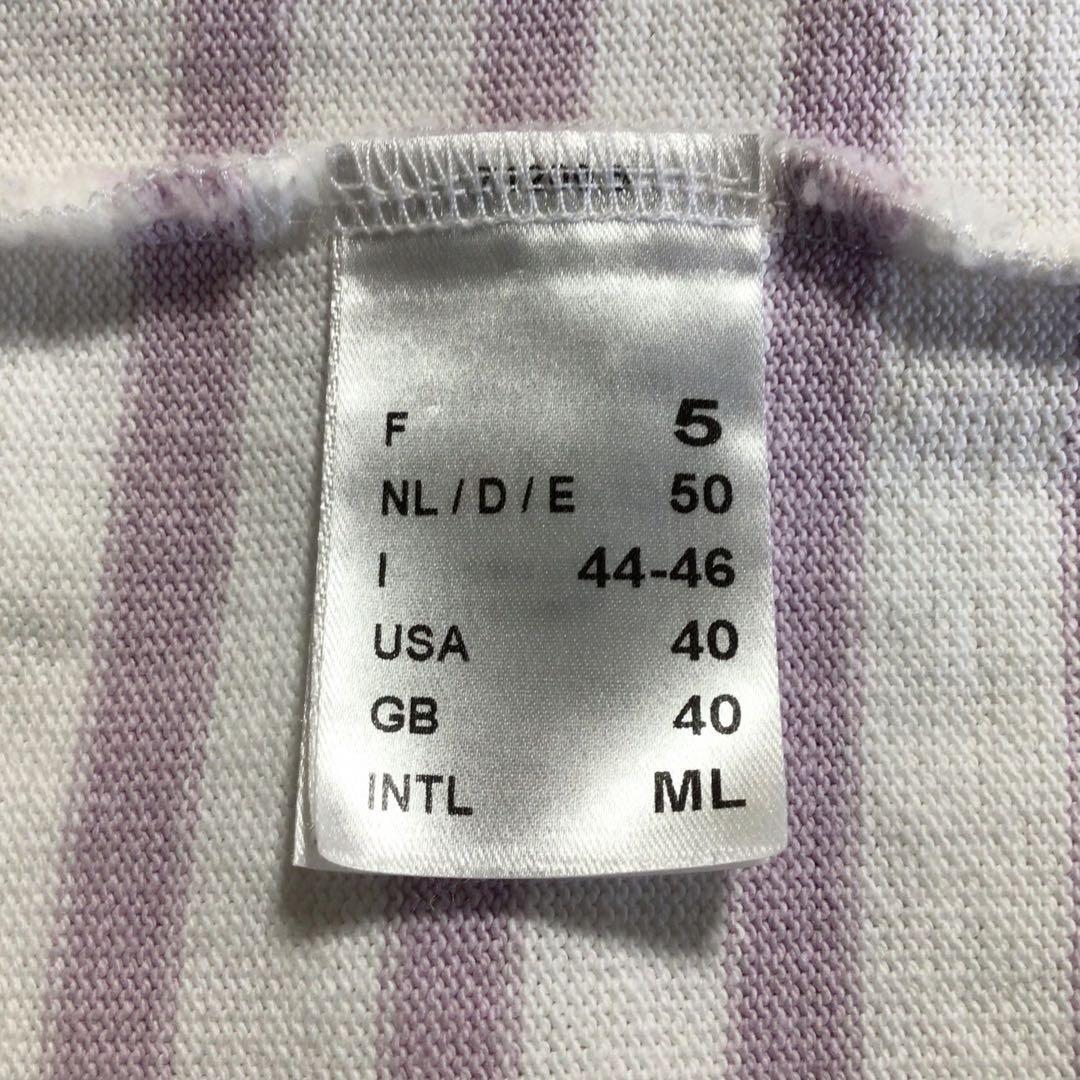 F 5
NL / D / E 50
I 44-46
USA 40
GB 40
INTL ML